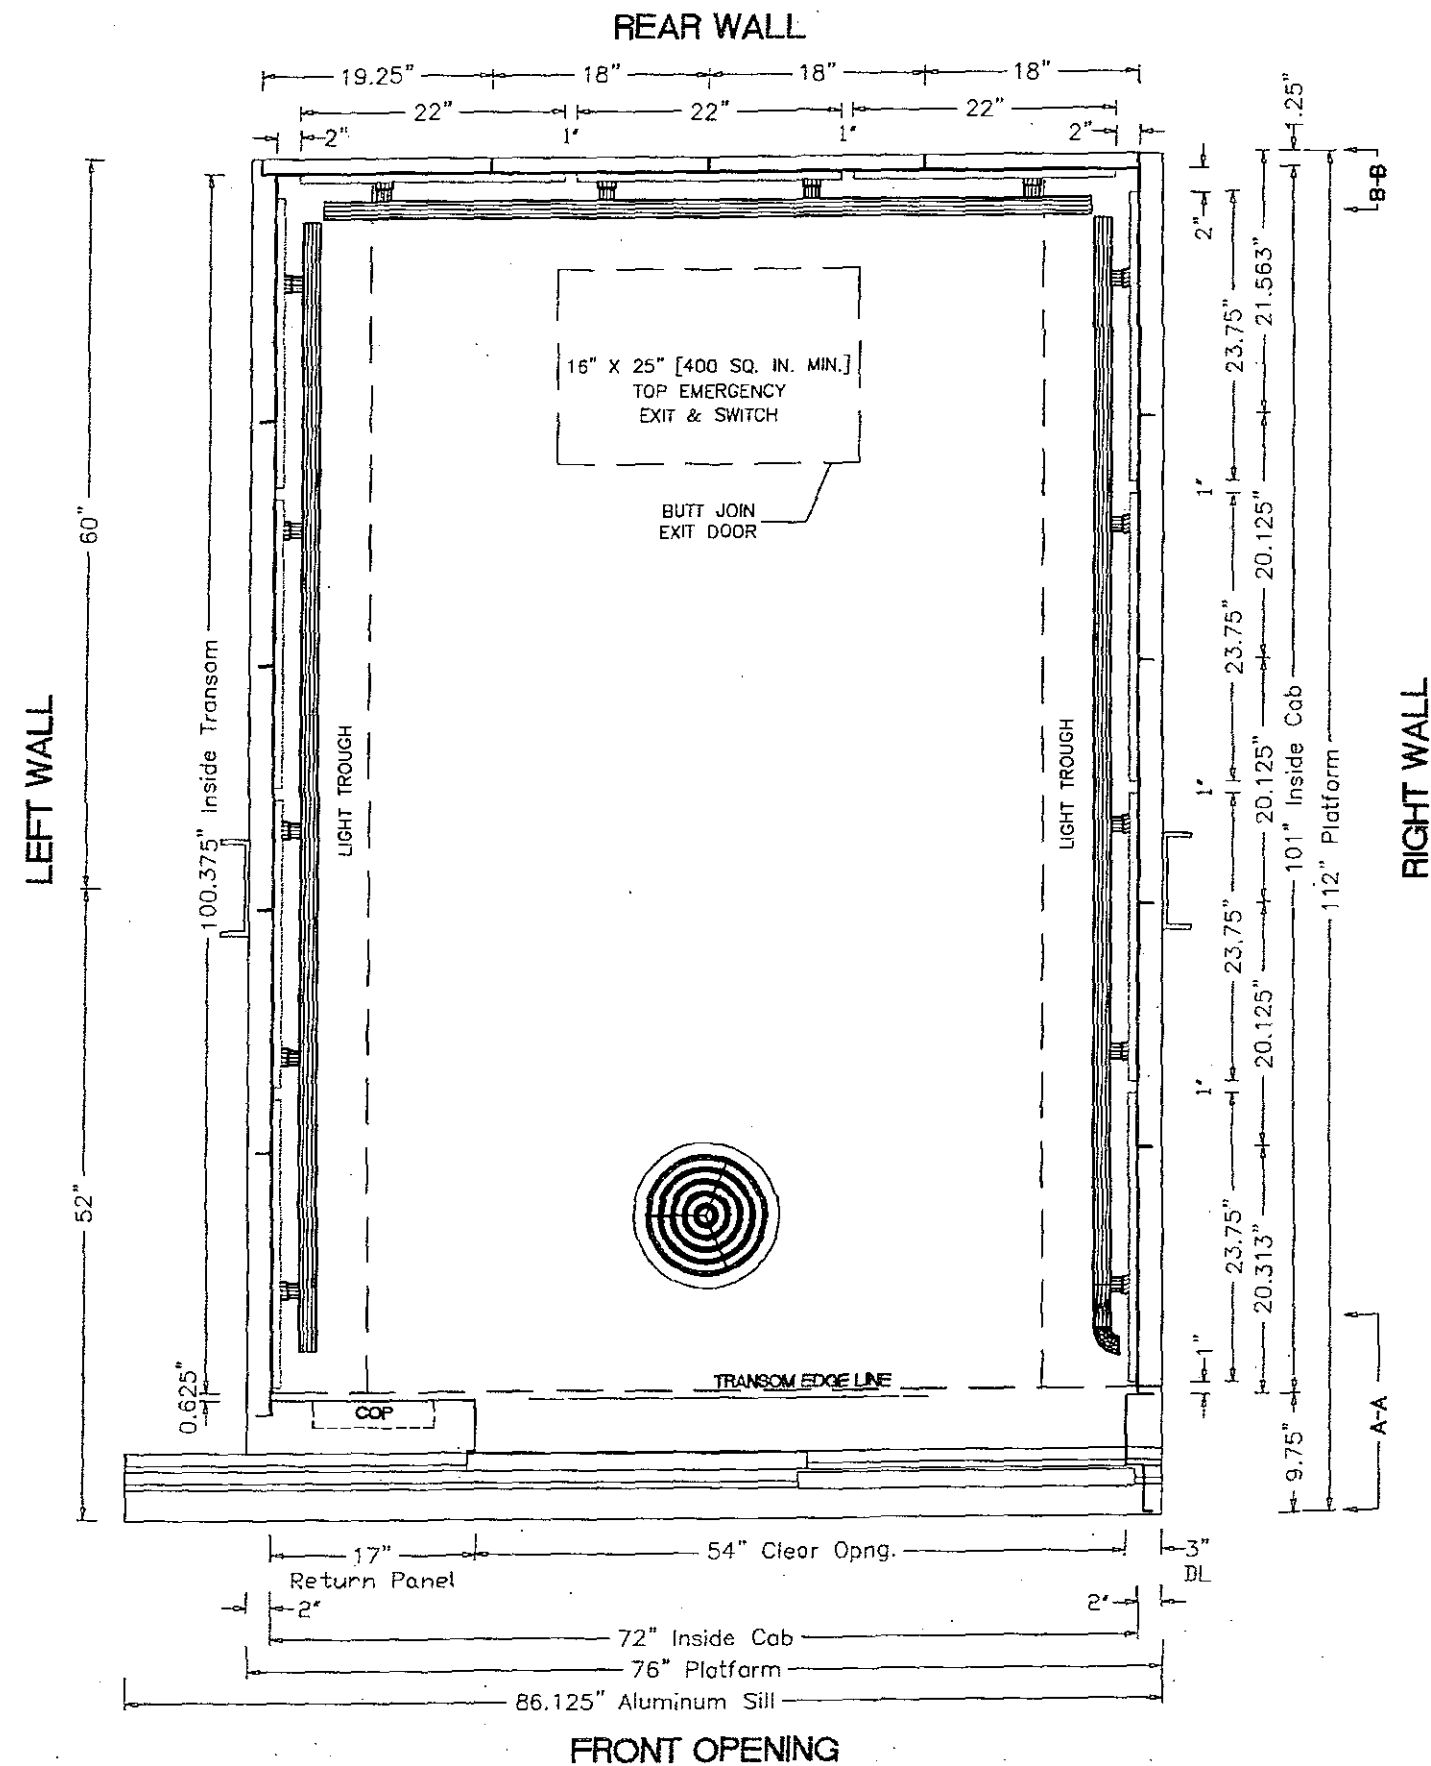 REAR WALL
19.25"
18"
18"
18"
22"
22"
22"
2"
1"
1"
2"
1.25"
B-B
2"
16" X 25" [400 SQ. IN. MIN.]
TOP EMERGENCY
EXIT & SWITCH
BUTT JOIN
EXIT DOOR
60"
52"
LEFT WALL
100.375" Inside Transom
0.625"
LIGHT TROUGH
LIGHT TROUGH
23.75"
21.563"
1"
20.125"
23.75"
1"
20.125"
23.75"
20.125"
1"
23.75"
20.313"
1"
101" Inside Cab
112" Platform
9.75"
A-A
RIGHT WALL
TRANSOM EDGE LINE
COP
17"
Return Panel
54" Clear Opng.
3"
DL
2"
2"
72" Inside Cab
76" Platform
86.125" Aluminum Sill
FRONT OPENING